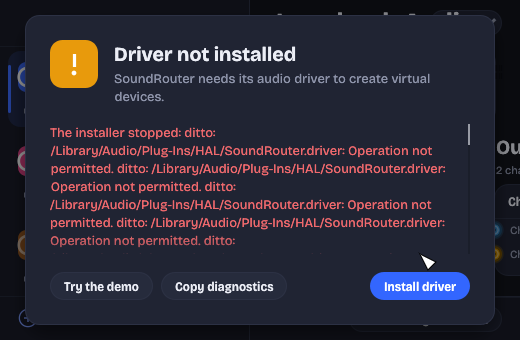 !
Driver not installed
SoundRouter needs its audio driver to create virtual
devices.
The installer stopped: ditto:
/Library/Audio/Plug-Ins/HAL/SoundRouter.driver: Operation not
permitted. ditto: /Library/Audio/Plug-Ins/HAL/SoundRouter.driver:
Operation not permitted. ditto:
/Library/Audio/Plug-Ins/HAL/SoundRouter.driver: Operation not
permitted. ditto: /Library/Audio/Plug-Ins/HAL/SoundRouter.driver:
Operation not permitted. ditto:
Try the demo
Copy diagnostics
Install driver